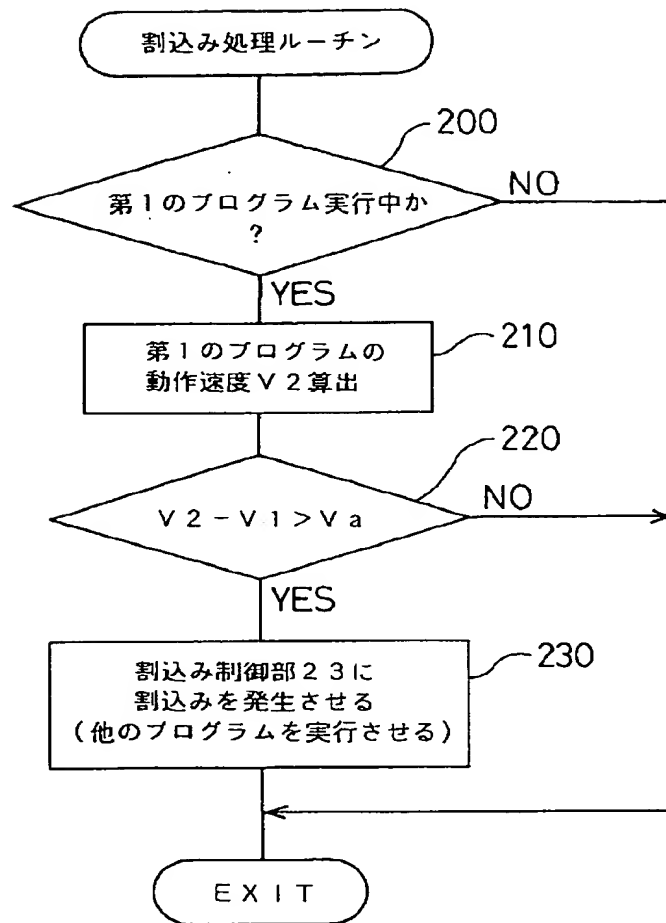 割込み処理ルーチン
200
第1のプログラム実行中か
?
NO
YES
210
第1のプログラムの
動作速度V2算出
220
V2-V1>Va
NO
YES
230
割込み制御部23に
割込みを発生させる
(他のプログラムを実行させる)
EXIT